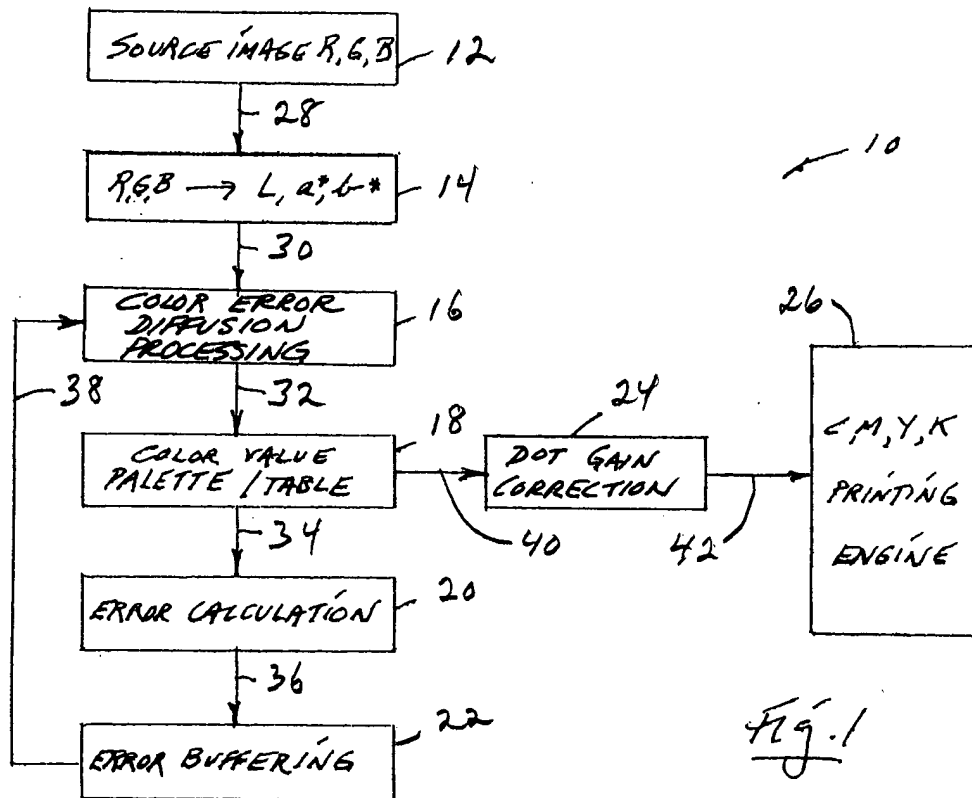 SOURCE IMAGE R, G, B
12
28
10
R,G,B → L, a*, b*
14
30
COLOR ERROR
DIFFUSION
PROCESSING
16
26
38
32
24
18
COLOR VALUE
PALETTE / TABLE
DOT GAIN
CORRECTION
C, M, Y, K
PRINTING
ENGINE
34
40
42
ERROR CALCULATION
20
36
22
ERROR BUFFERING
Fig. 1